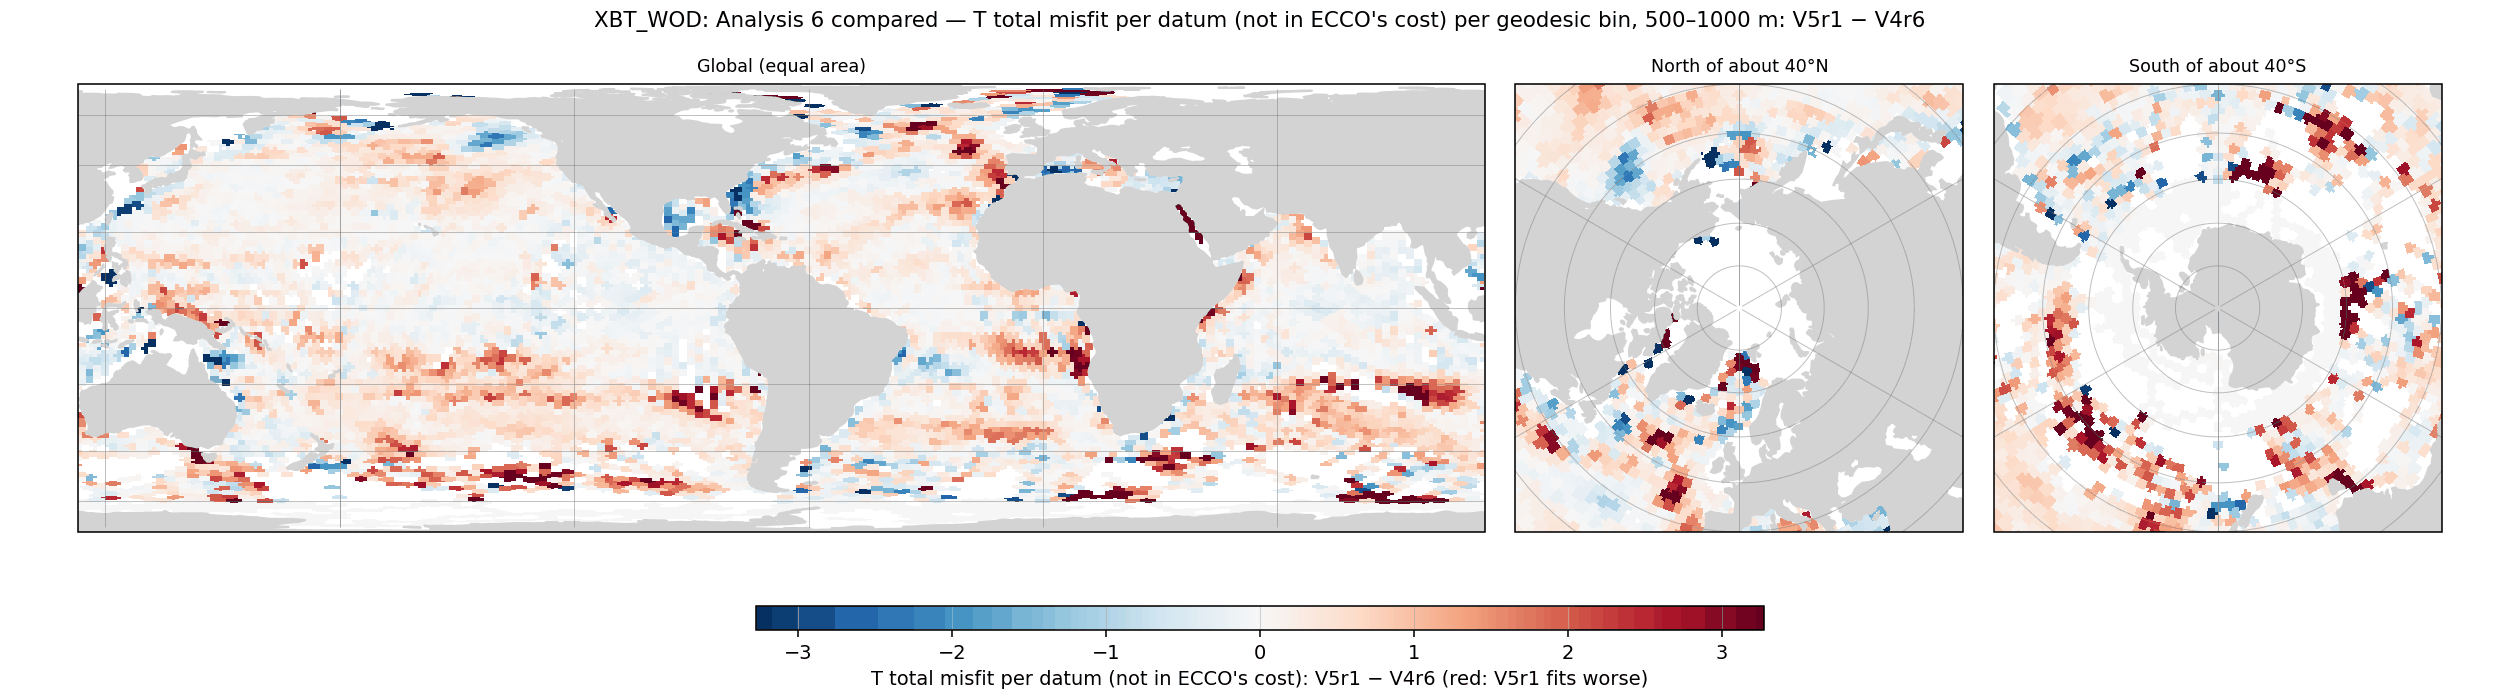 XBT_WOD: Analysis 6 compared — T total misfit per datum (not in ECCO's cost) per geodesic bin, 500–1000 m: V5r1 − V4r6
Global (equal area)
North of about 40°N
South of about 40°S
−3 −2 −1 0 1 2 3
T total misfit per datum (not in ECCO's cost): V5r1 − V4r6 (red: V5r1 fits worse)